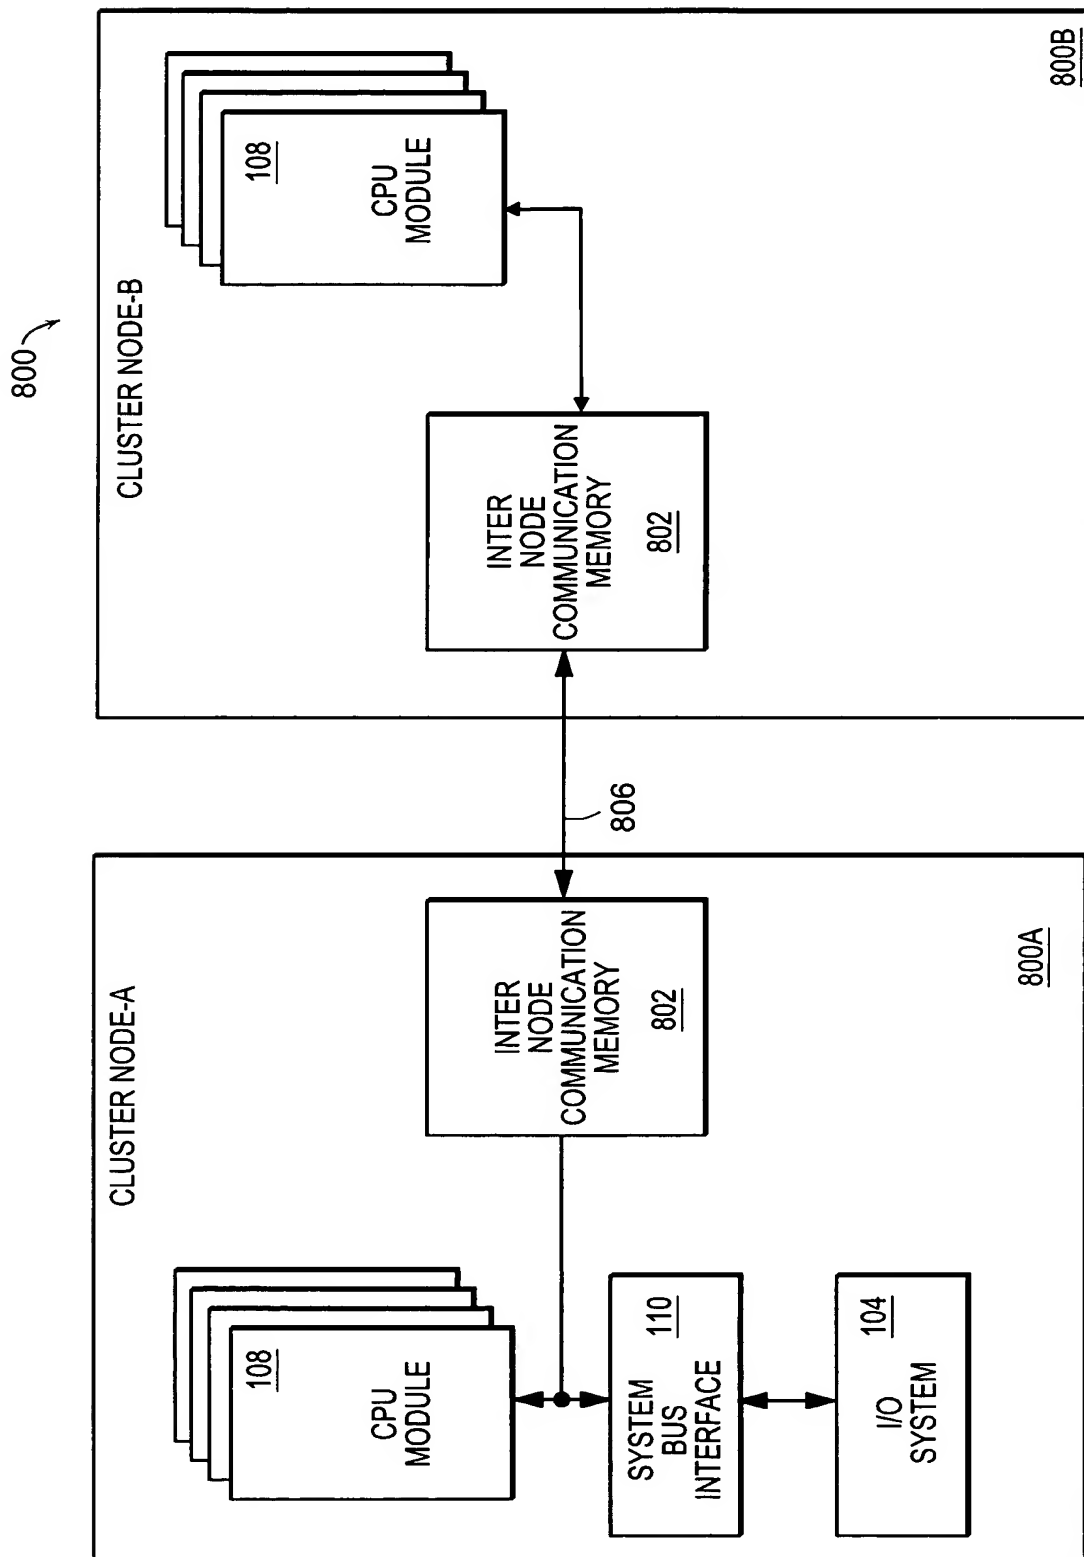 800
CLUSTER NODE-A
108
CPU
MODULE
110
SYSTEM
BUS
INTERFACE
104
I/O
SYSTEM
INTER
NODE
COMMUNICATION
MEMORY
802
800A
806
CLUSTER NODE-B
INTER
NODE
COMMUNICATION
MEMORY
802
108
CPU
MODULE
800B